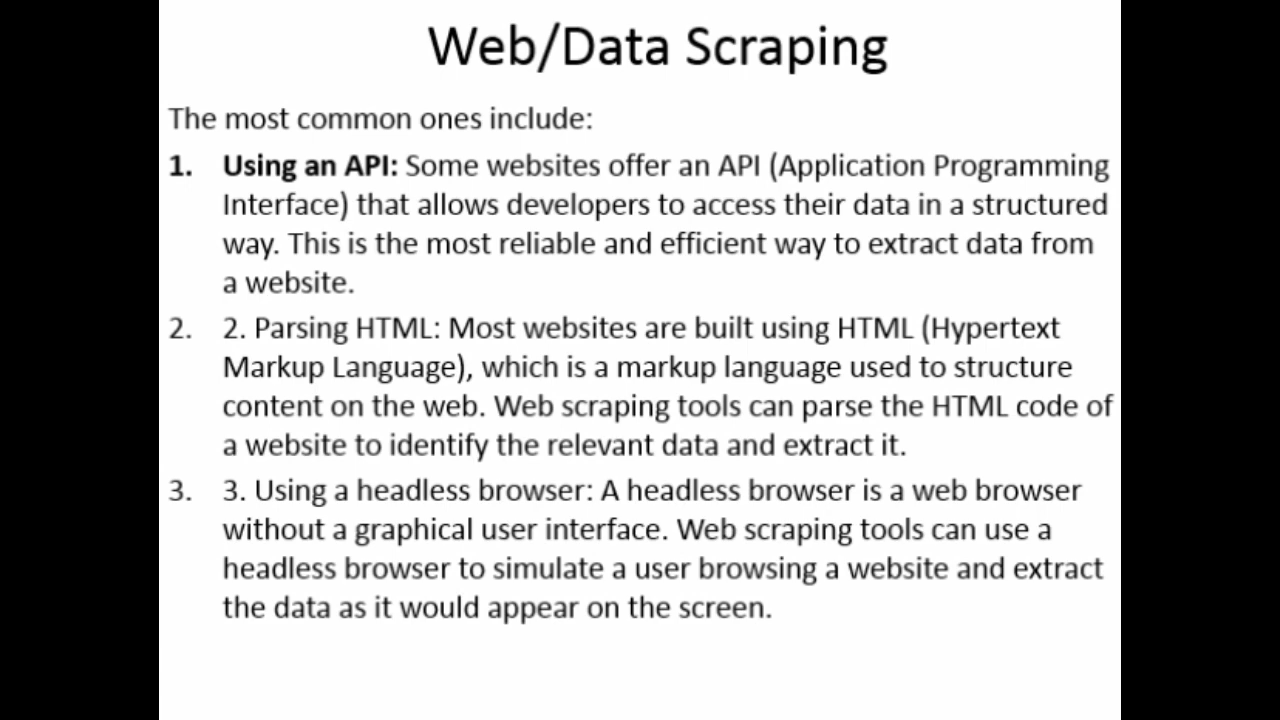 Web/Data Scraping
The most common ones include:
1. Using an API: Some websites offer an API (Application Programming
Interface) that allows developers to access their data in a structured
way. This is the most reliable and efficient way to extract data from
a website.
2. 2. Parsing HTML: Most websites are built using HTML (Hypertext
Markup Language), which is a markup language used to structure
content on the web. Web scraping tools can parse the HTML code of
a website to identify the relevant data and extract it.
3. 3. Using a headless browser: A headless browser is a web browser
without a graphical user interface. Web scraping tools can use a
headless browser to simulate a user browsing a website and extract
the data as it would appear on the screen.